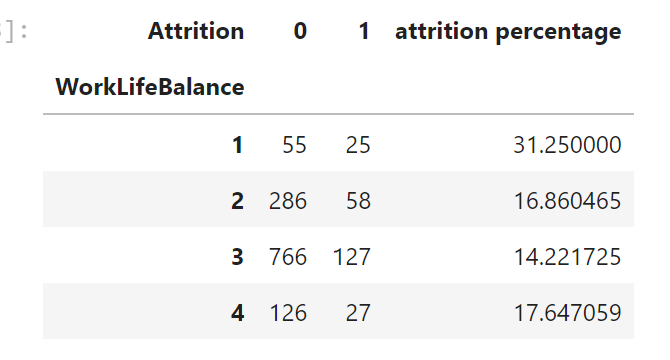 ]:
Attrition 0 1 attrition percentage
WorkLifeBalance
1 55 25 31.250000
2 286 58 16.860465
3 766 127 14.221725
4 126 27 17.647059